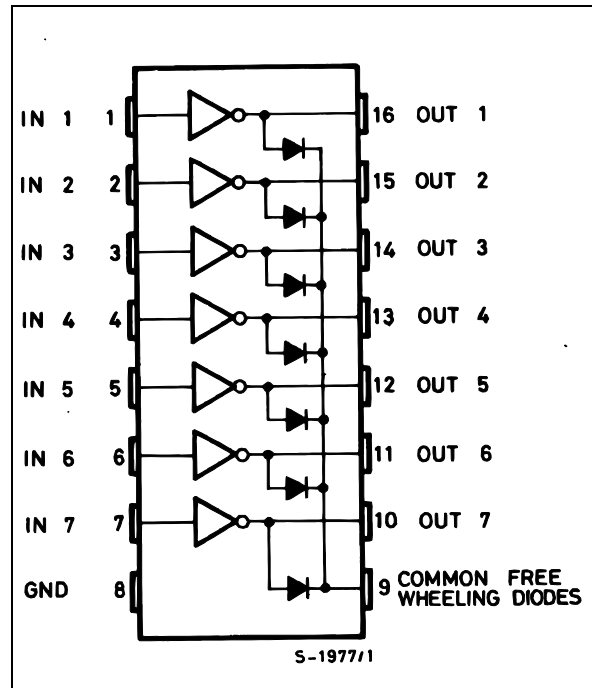 IN 1 1 16 OUT 1
IN 2 2 15 OUT 2
IN 3 3 14 OUT 3
IN 4 4 13 OUT 4
IN 5 5 12 OUT 5
IN 6 6 11 OUT 6
IN 7 7 10 OUT 7
GND 8 9 COMMON FREE
WHEELING DIODES
S-1977/1